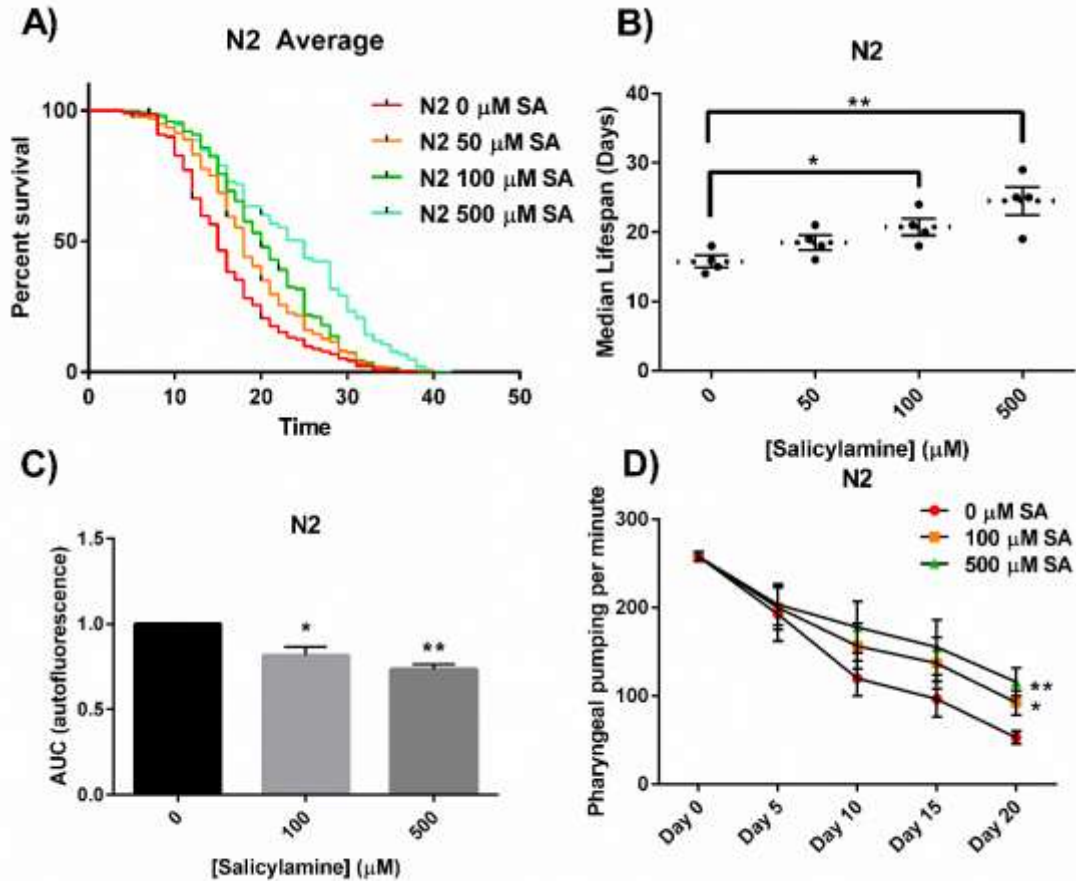 A)
N2 Average
N2 0 μM SA
N2 50 μM SA
N2 100 μM SA
N2 500 μM SA
Percent survival
100
50
0
0 10 20 30 40 50
Time
B)
N2
**
*
Median Lifespan (Days)
40
30
20
10
0
0 50 100 500
[Salicylamine] (μM)
C)
N2
AUC (autofluorescence)
1.5
1.0
0.5
0.0
*
**
0 100 500
[Salicylamine] (μM)
D)
N2
0 μM SA
100 μM SA
500 μM SA
Pharyngeal pumping per minute
300
200
100
0
**
*
Day 0 Day 5 Day 10 Day 15 Day 20